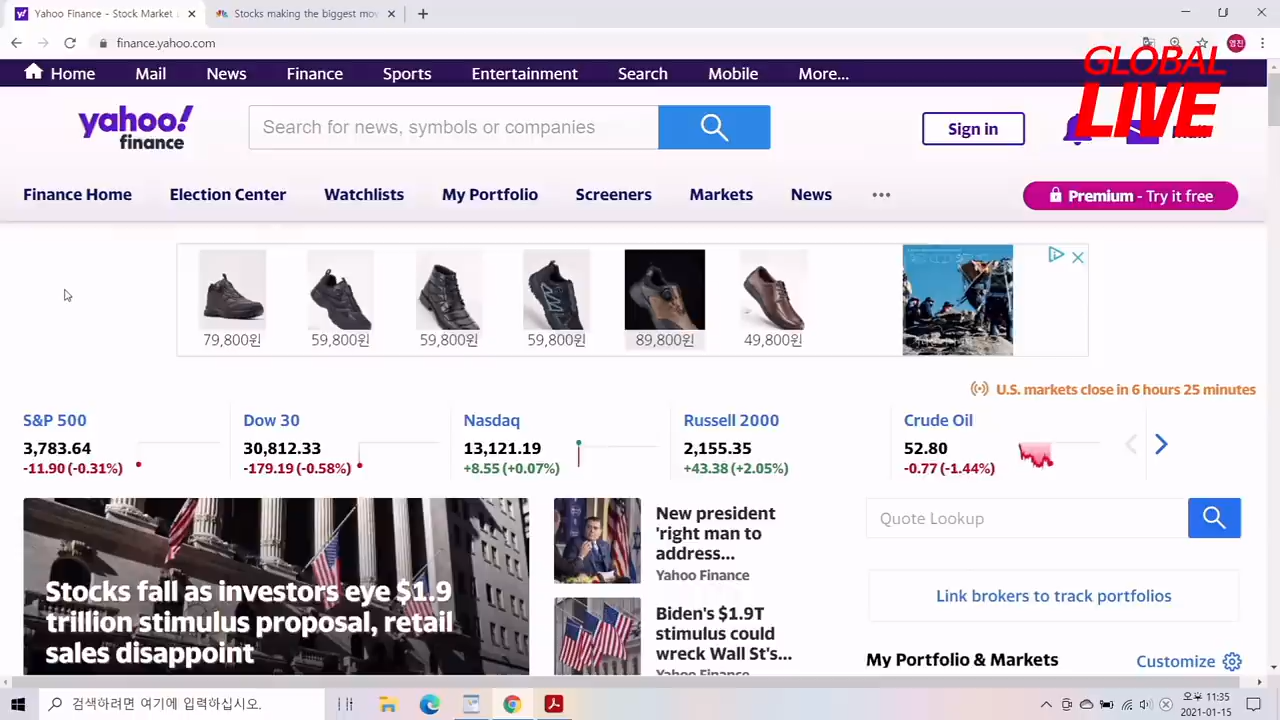 Yahoo Finance - Stock Market
Stocks making the biggest mov
finance.yahoo.com
영진
Home Mail News Finance Sports Entertainment Search Mobile More...
GLOBAL
LIVE
yahoo!
finance
Search for news, symbols or companies
Sign in
Mail
Finance Home Election Center Watchlists My Portfolio Screeners Markets News
Premium - Try it free
79,800원 59,800원 59,800원 59,800원 89,800원 49,800원
U.S. markets close in 6 hours 25 minutes
S&P 500 Dow 30 Nasdaq Russell 2000 Crude Oil
3,783.64 30,812.33 13,121.19 2,155.35 52.80
-11.90 (-0.31%) -179.19 (-0.58%) +8.55 (+0.07%) +43.38 (+2.05%) -0.77 (-1.44%)
Stocks fall as investors eye $1.9
trillion stimulus proposal, retail
sales disappoint
New president
'right man to
address...
Yahoo Finance
Biden's $1.9T
stimulus could
wreck Wall St's...
Yahoo Finance
Quote Lookup
Link brokers to track portfolios
My Portfolio & Markets
Customize
검색하려면 여기에 입력하십시오.
오후 11:35
2021-01-15